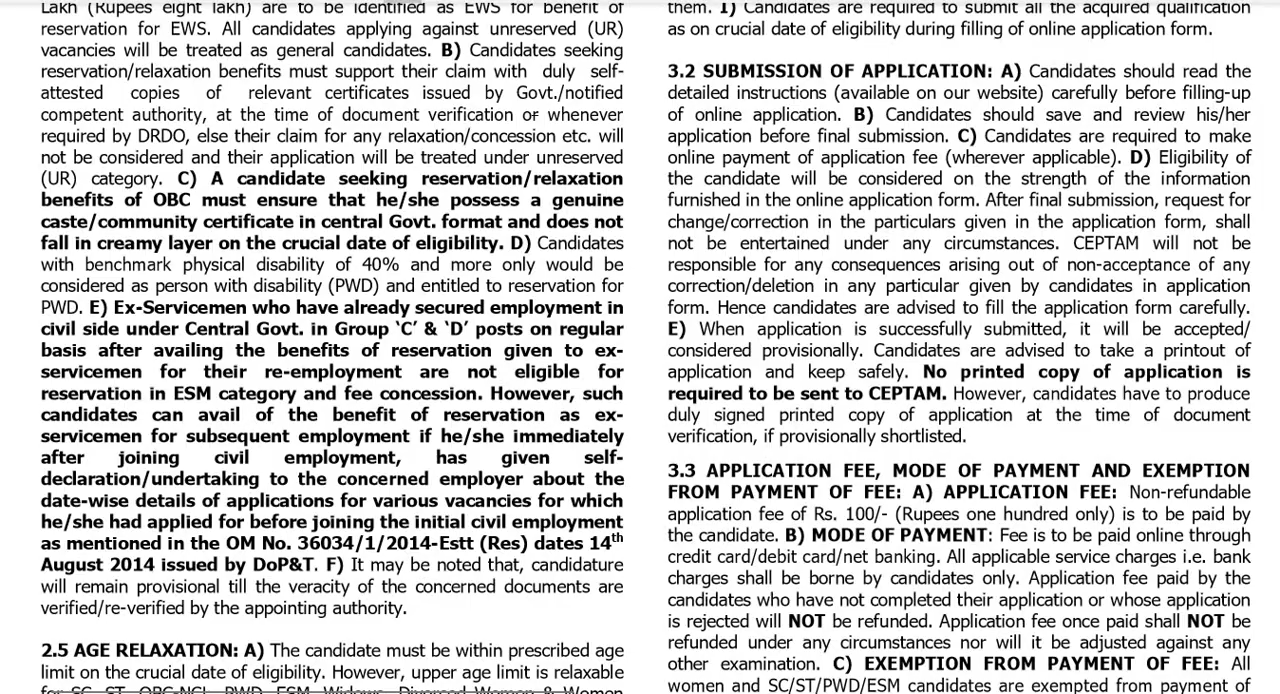 Lakh (Rupees eight lakh) are to be identified as EWS for benefit of
reservation for EWS. All candidates applying against unreserved (UR)
vacancies will be treated as general candidates. B) Candidates seeking
reservation/relaxation benefits must support their claim with duly self-
attested copies of relevant certificates issued by Govt./notified
competent authority, at the time of document verification or whenever
required by DRDO, else their claim for any relaxation/concession etc. will
not be considered and their application will be treated under unreserved
(UR) category. C) A candidate seeking reservation/relaxation
benefits of OBC must ensure that he/she possess a genuine
caste/community certificate in central Govt. format and does not
fall in creamy layer on the crucial date of eligibility. D) Candidates
with benchmark physical disability of 40% and more only would be
considered as person with disability (PWD) and entitled to reservation for
PWD. E) Ex-Servicemen who have already secured employment in
civil side under Central Govt. in Group ‘C’ & ‘D’ posts on regular
basis after availing the benefits of reservation given to ex-
servicemen for their re-employment are not eligible for
reservation in ESM category and fee concession. However, such
candidates can avail of the benefit of reservation as ex-
servicemen for subsequent employment if he/she immediately
after joining civil employment, has given self-
declaration/undertaking to the concerned employer about the
date-wise details of applications for various vacancies for which
he/she had applied for before joining the initial civil employment
as mentioned in the OM No. 36034/1/2014-Estt (Res) dates 14th
August 2014 issued by DoP&T. F) It may be noted that, candidature
will remain provisional till the veracity of the concerned documents are
verified/re-verified by the appointing authority.
2.5 AGE RELAXATION: A) The candidate must be within prescribed age
limit on the crucial date of eligibility. However, upper age limit is relaxable
for SC, ST, OBC-NCL, PWD, ESM, Widows, Divorced Women & Women
them. I) Candidates are required to submit all the acquired qualification
as on crucial date of eligibility during filling of online application form.
3.2 SUBMISSION OF APPLICATION: A) Candidates should read the
detailed instructions (available on our website) carefully before filling-up
of online application. B) Candidates should save and review his/her
application before final submission. C) Candidates are required to make
online payment of application fee (wherever applicable). D) Eligibility of
the candidate will be considered on the strength of the information
furnished in the online application form. After final submission, request for
change/correction in the particulars given in the application form, shall
not be entertained under any circumstances. CEPTAM will not be
responsible for any consequences arising out of non-acceptance of any
correction/deletion in any particular given by candidates in application
form. Hence candidates are advised to fill the application form carefully.
E) When application is successfully submitted, it will be accepted/
considered provisionally. Candidates are advised to take a printout of
application and keep safely. No printed copy of application is
required to be sent to CEPTAM. However, candidates have to produce
duly signed printed copy of application at the time of document
verification, if provisionally shortlisted.
3.3 APPLICATION FEE, MODE OF PAYMENT AND EXEMPTION
FROM PAYMENT OF FEE: A) APPLICATION FEE: Non-refundable
application fee of Rs. 100/- (Rupees one hundred only) is to be paid by
the candidate. B) MODE OF PAYMENT: Fee is to be paid online through
credit card/debit card/net banking. All applicable service charges i.e. bank
charges shall be borne by candidates only. Application fee paid by the
candidates who have not completed their application or whose application
is rejected will NOT be refunded. Application fee once paid shall NOT be
refunded under any circumstances nor will it be adjusted against any
other examination. C) EXEMPTION FROM PAYMENT OF FEE: All
women and SC/ST/PWD/ESM candidates are exempted from payment of